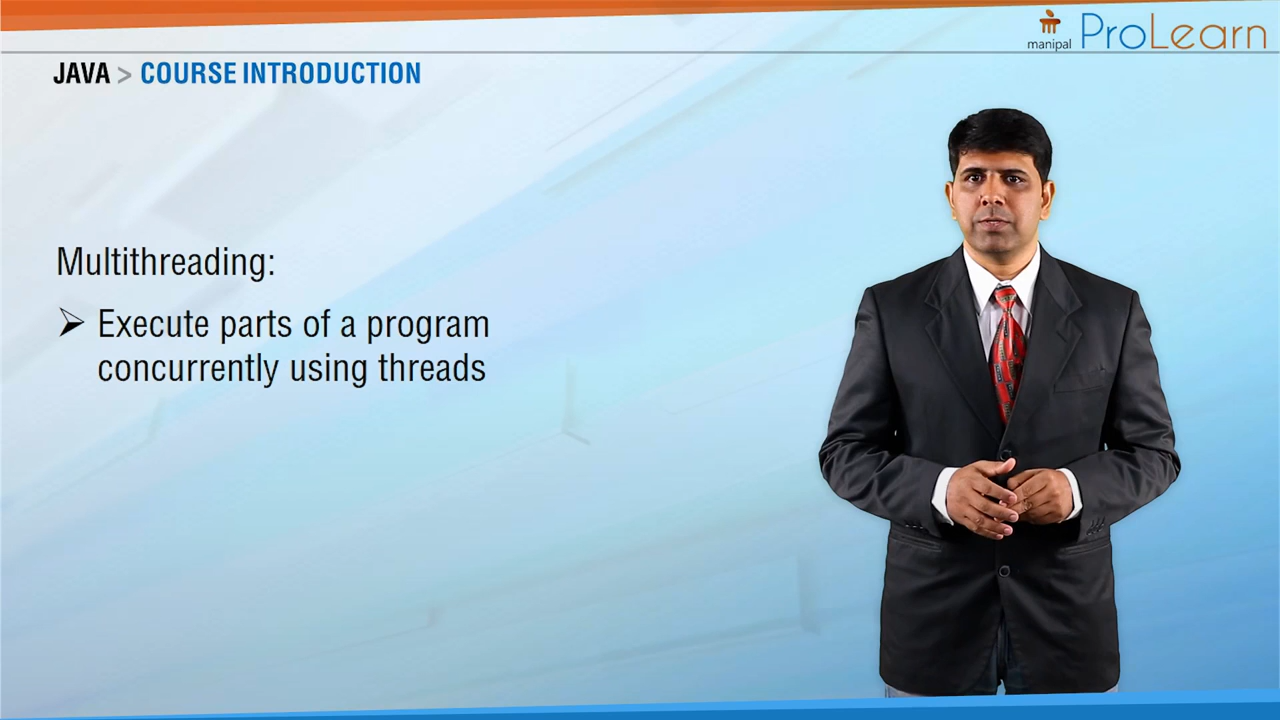 manipal ProLearn
JAVA > COURSE INTRODUCTION
Multithreading:
➢ Execute parts of a program
concurrently using threads